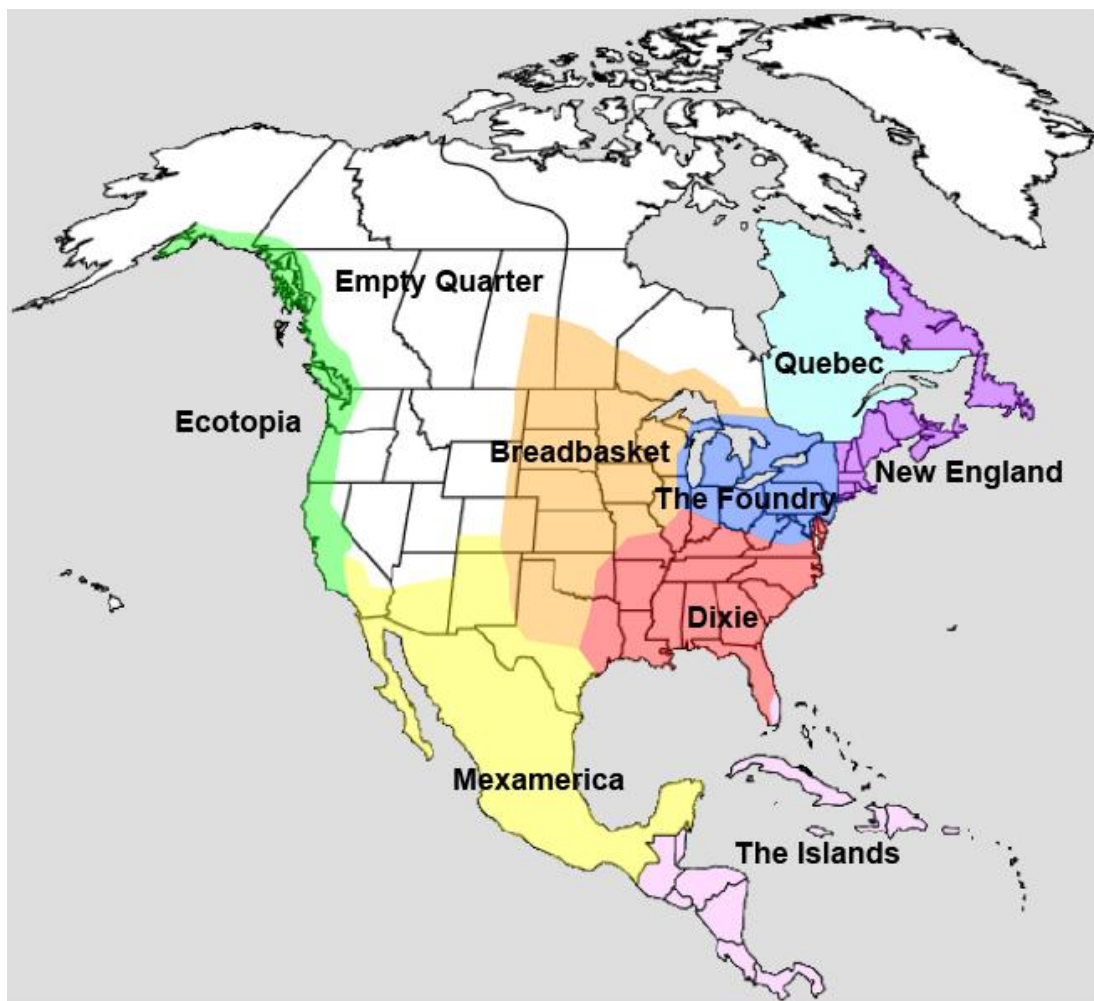 Empty Quarter
Quebec
Ecotopia
Breadbasket
New England
The Foundry
Dixie
Mexamerica
The Islands